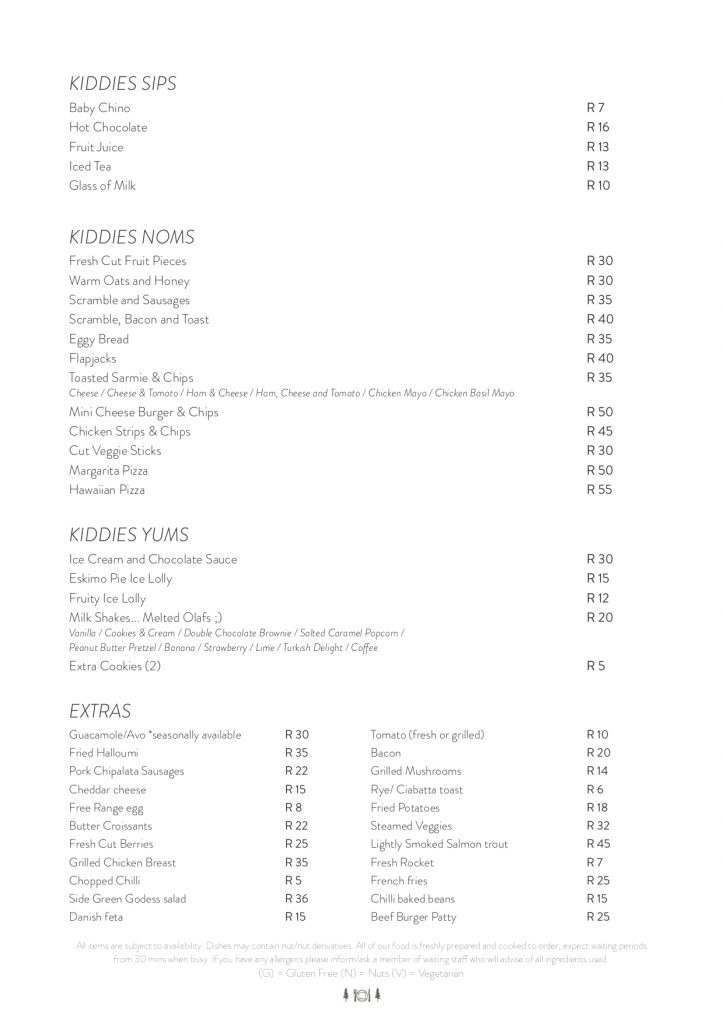 KIDDIES SIPS
Baby Chino R 7
Hot Chocolate R 16
Fruit Juice R 13
Iced Tea R 13
Glass of Milk R 10
KIDDIES NOMS
Fresh Cut Fruit Pieces R 30
Warm Oats and Honey R 30
Scramble and Sausages R 35
Scramble, Bacon and Toast R 40
Eggy Bread R 35
Flapjacks R 40
Toasted Sarmie & Chips R 35
Cheese / Cheese & Tomato / Ham & Cheese / Ham, Cheese and Tomato / Chicken Mayo / Chicken Basil Mayo
Mini Cheese Burger & Chips R 50
Chicken Strips & Chips R 45
Cut Veggie Sticks R 30
Margarita Pizza R 50
Hawaiian Pizza R 55
KIDDIES YUMS
Ice Cream and Chocolate Sauce R 30
Eskimo Pie Ice Lolly R 15
Fruity Ice Lolly R 12
Milk Shakes... Melted Olafs ;) R 20
Vanilla / Cookies & Cream / Double Chocolate Brownie / Salted Caramel Popcorn /
Peanut Butter Pretzel / Banana / Strawberry / Lime / Turkish Delight / Coffee
Extra Cookies (2) R 5
EXTRAS
Guacamole/Avo *seasonally available R 30
Fried Halloumi R 35
Pork Chipalata Sausages R 22
Cheddar cheese R 15
Free Range egg R 8
Butter Croissants R 22
Fresh Cut Berries R 25
Grilled Chicken Breast R 35
Chopped Chilli R 5
Side Green Godess salad R 36
Danish feta R 15
Tomato (fresh or grilled) R 10
Bacon R 20
Grilled Mushrooms R 14
Rye/ Ciabatta toast R 6
Fried Potatoes R 18
Steamed Veggies R 32
Lightly Smoked Salmon trout R 45
Fresh Rocket R 7
French fries R 25
Chilli baked beans R 15
Beef Burger Patty R 25
All items are subject to availability. Dishes may contain nut/nut derivatives. All of our food is freshly prepared and cooked to order, expect waiting periods
from 30 mins when busy. If you have any allergens please inform/ask a member of waiting staff who will advise of all ingredients used
(G) = Gluten Free (N) = Nuts (V) = Vegetarian